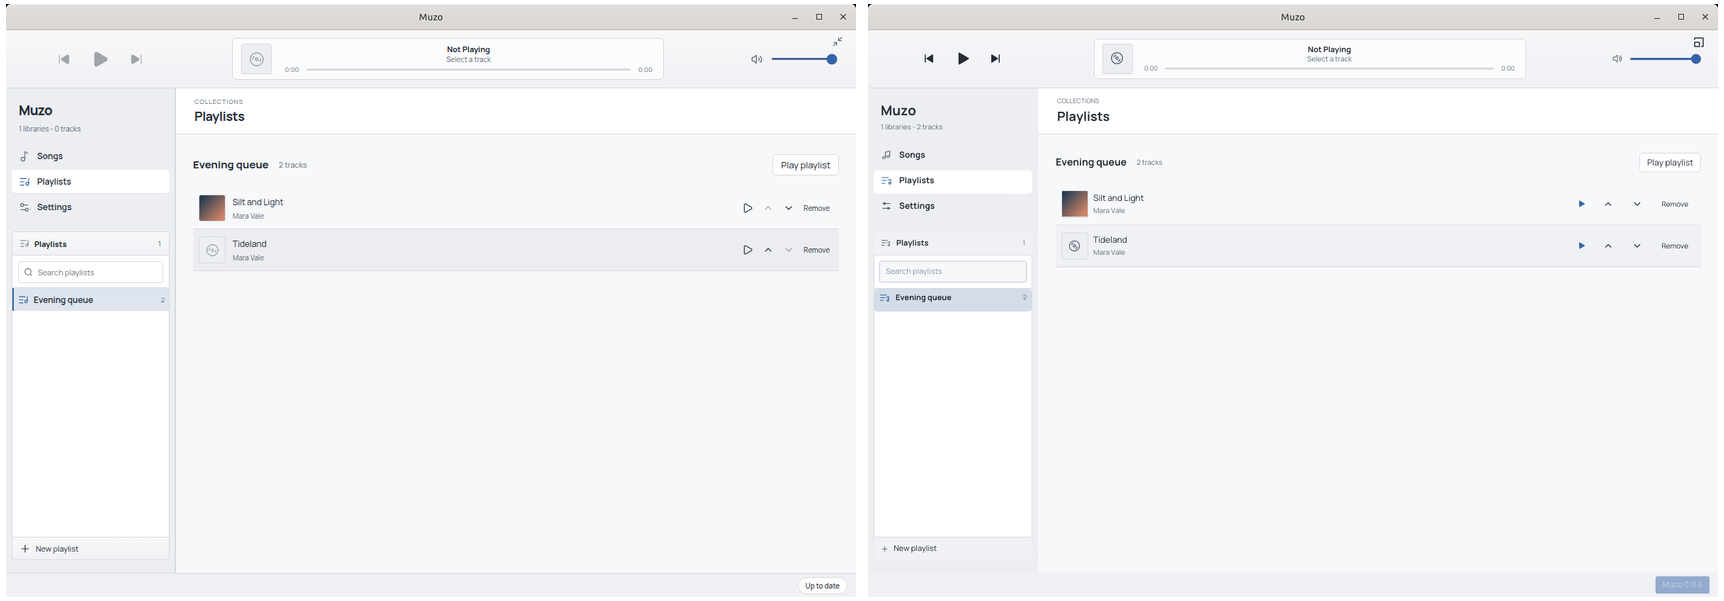 Muzo
Not Playing
Select a track
0:00 0:00
Muzo
1 libraries - 0 tracks
Songs
Playlists
Settings
Playlists 1
Search playlists
Evening queue 2
New playlist
COLLECTIONS
Playlists
Evening queue 2 tracks Play playlist
Silt and Light
Mara Vale
Remove
Tideland
Mara Vale
Remove
Up to date
Muzo
Not Playing
Select a track
0:00 0:00
Muzo
1 libraries - 2 tracks
Songs
Playlists
Settings
Playlists 1
Search playlists
Evening queue 2
New playlist
COLLECTIONS
Playlists
Evening queue 2 tracks Play playlist
Silt and Light
Mara Vale
Remove
Tideland
Mara Vale
Remove
Muzo 0.0.6